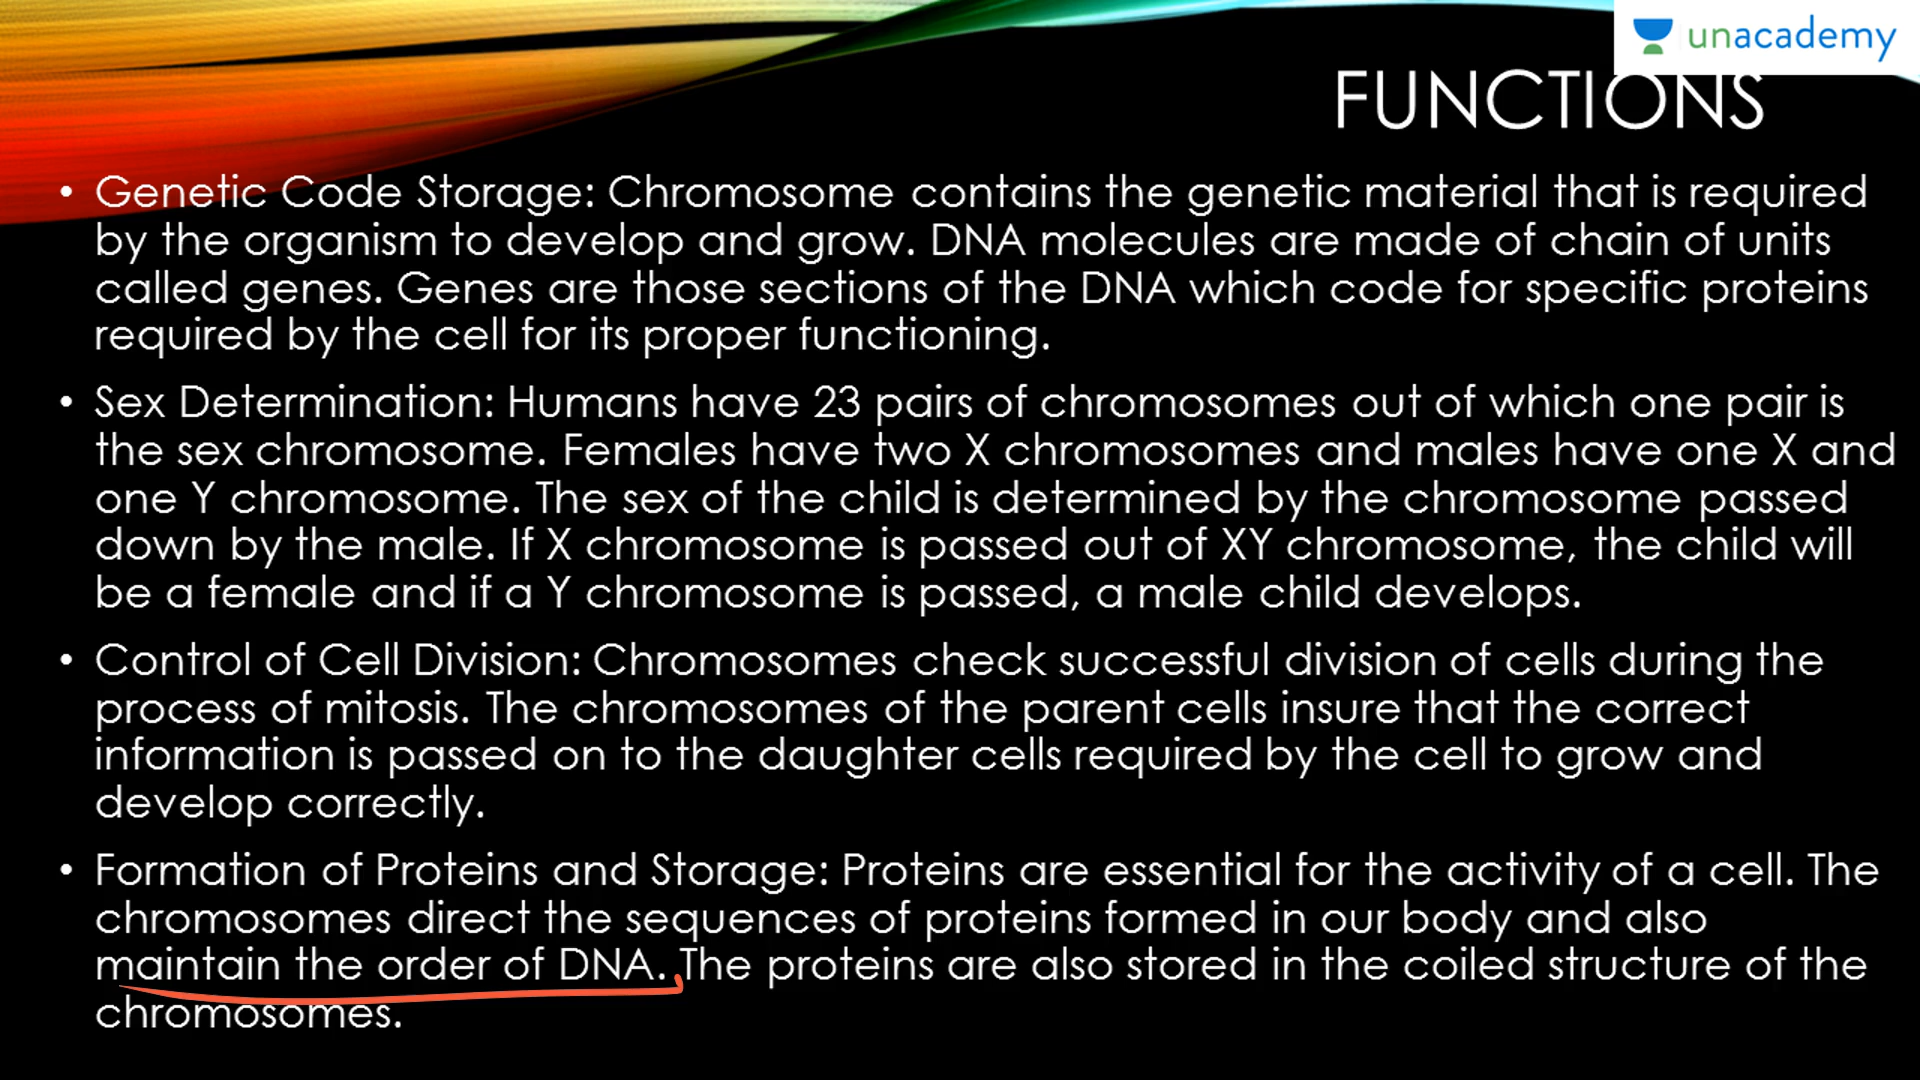 unacademy
FUNCTIONS
• Genetic Code Storage: Chromosome contains the genetic material that is required
by the organism to develop and grow. DNA molecules are made of chain of units
called genes. Genes are those sections of the DNA which code for specific proteins
required by the cell for its proper functioning.
• Sex Determination: Humans have 23 pairs of chromosomes out of which one pair is
the sex chromosome. Females have two X chromosomes and males have one X and
one Y chromosome. The sex of the child is determined by the chromosome passed
down by the male. If X chromosome is passed out of XY chromosome, the child will
be a female and if a Y chromosome is passed, a male child develops.
• Control of Cell Division: Chromosomes check successful division of cells during the
process of mitosis. The chromosomes of the parent cells insure that the correct
information is passed on to the daughter cells required by the cell to grow and
develop correctly.
• Formation of Proteins and Storage: Proteins are essential for the activity of a cell. The
chromosomes direct the sequences of proteins formed in our body and also
maintain the order of DNA. The proteins are also stored in the coiled structure of the
chromosomes.